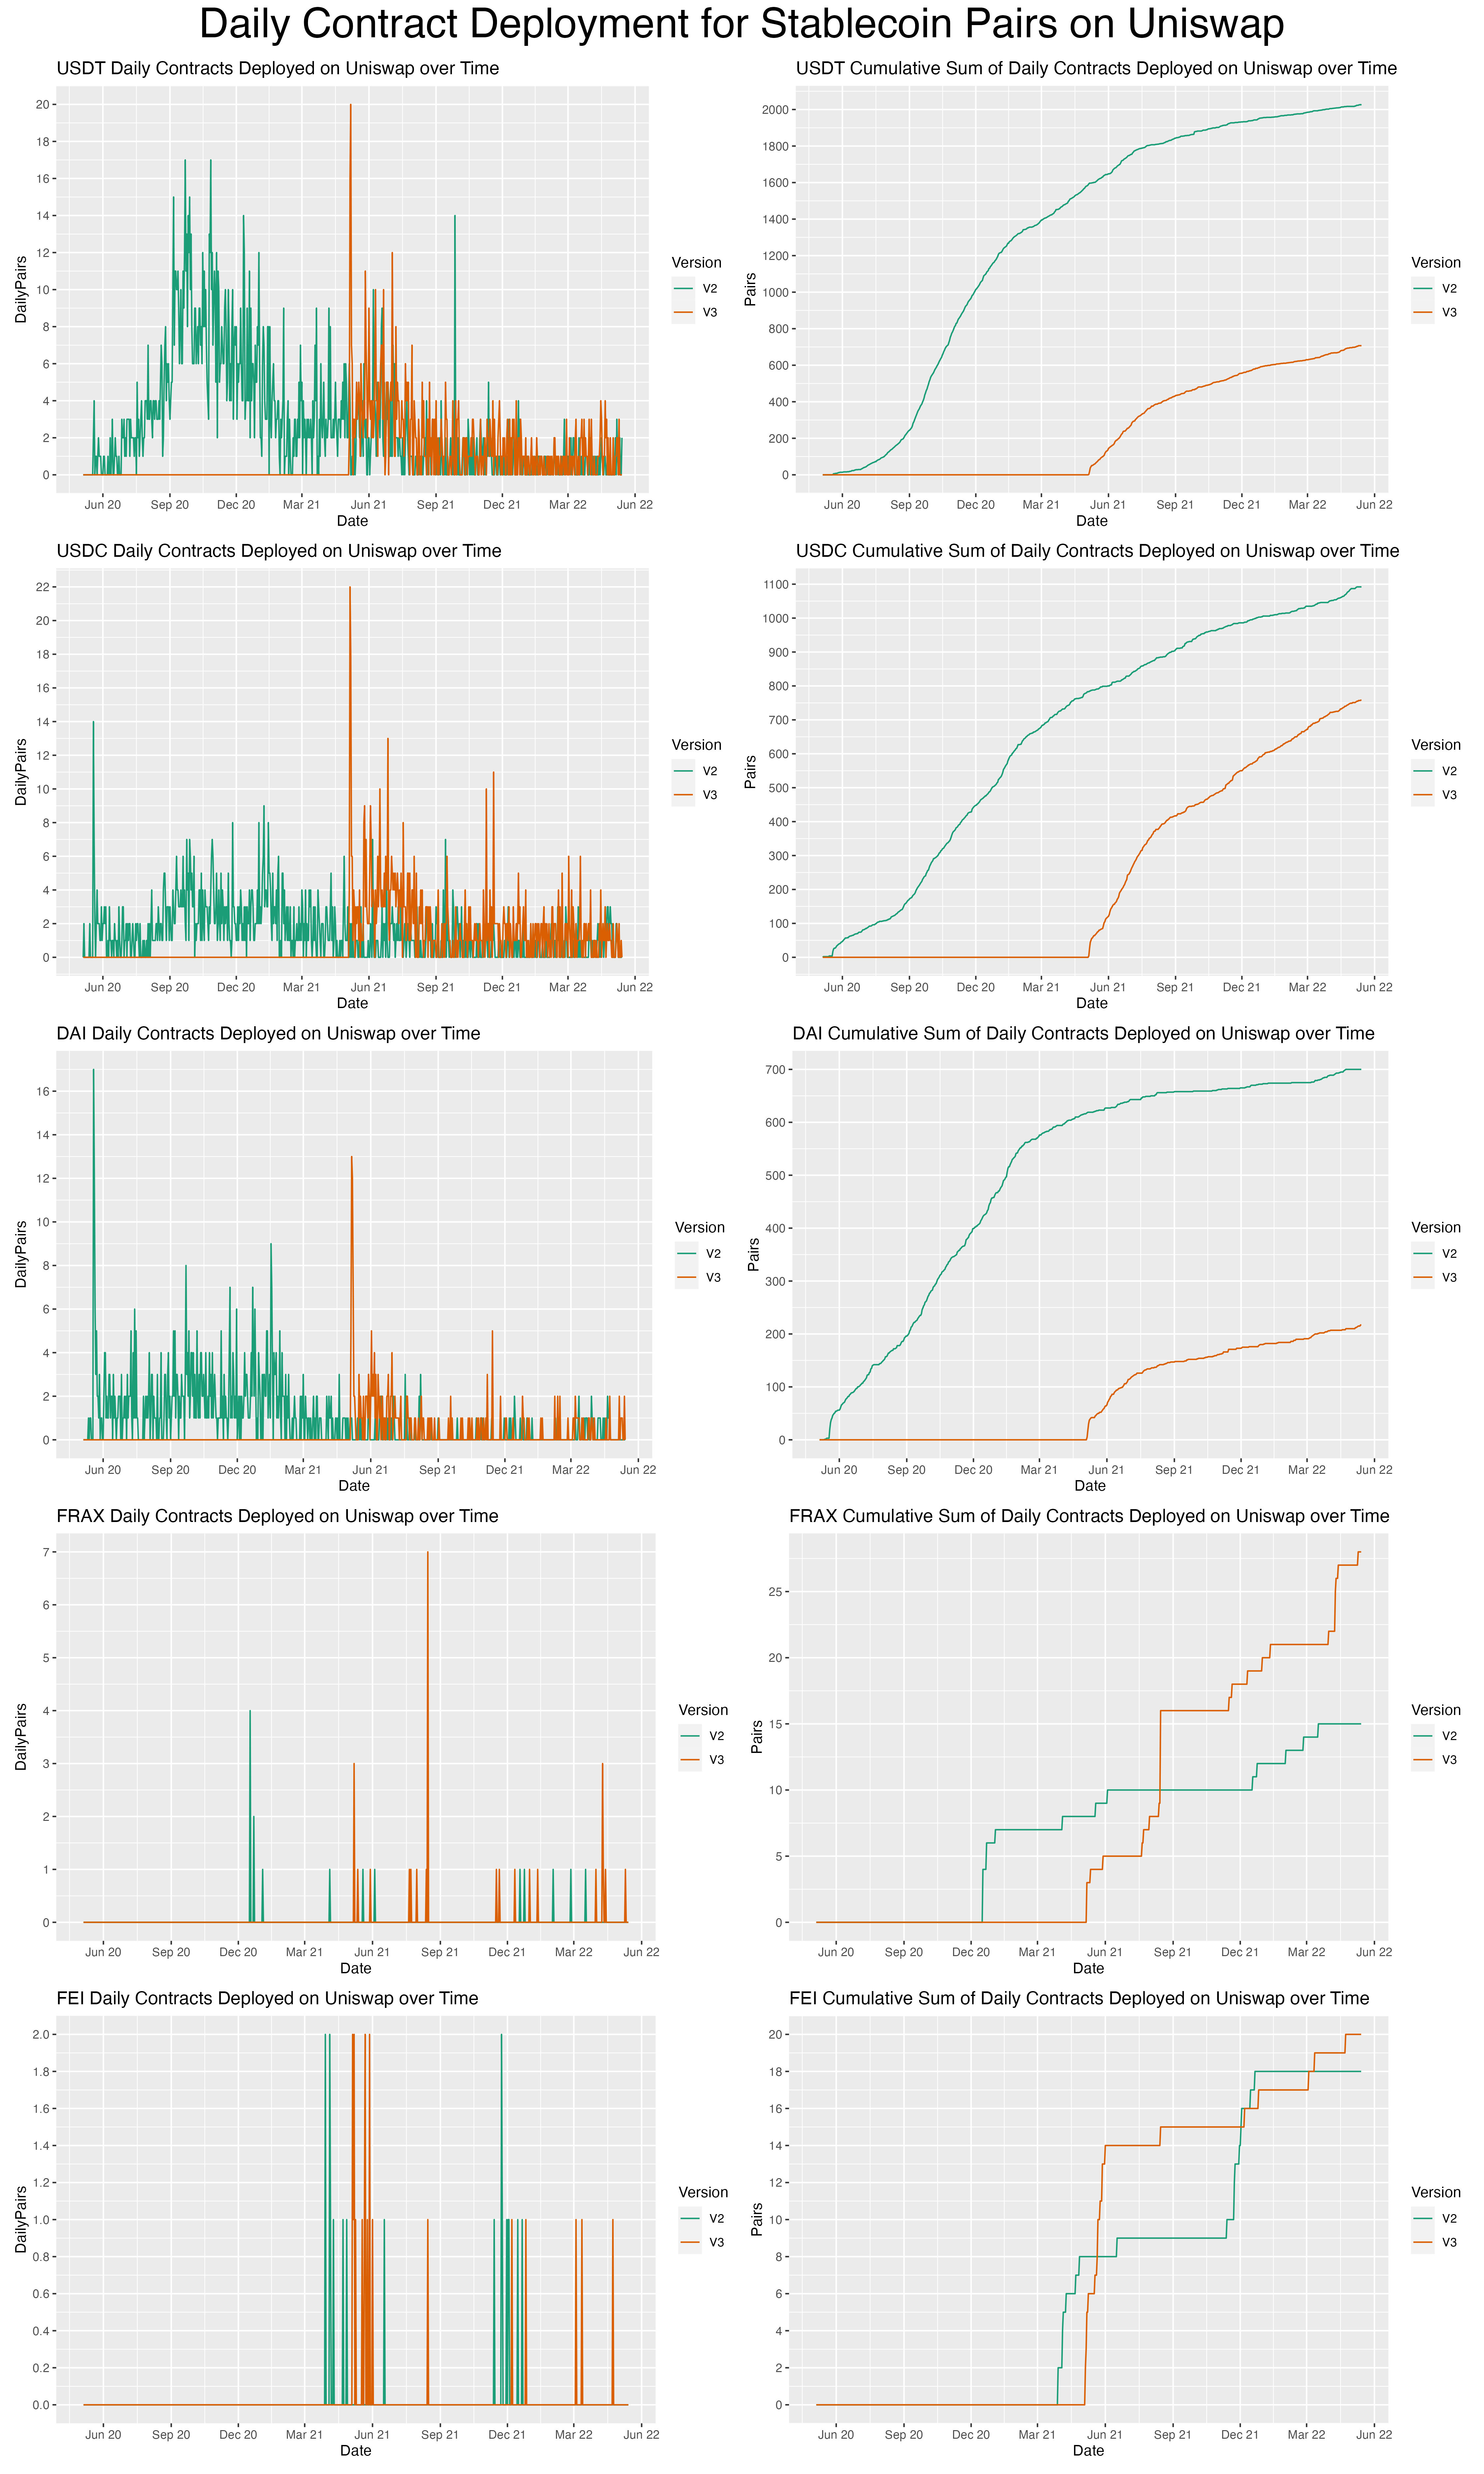 Daily Contract Deployment for Stablecoin Pairs on Uniswap
USDT Daily Contracts Deployed on Uniswap over Time
DailyPairs
20
18
16
14
12
10
8
6
4
2
0
Jun 20 Sep 20 Dec 20 Mar 21 Jun 21 Sep 21 Dec 21 Mar 22 Jun 22
Date
Version
V2
V3
USDT Cumulative Sum of Daily Contracts Deployed on Uniswap over Time
Pairs
2000
1800
1600
1400
1200
1000
800
600
400
200
0
Jun 20 Sep 20 Dec 20 Mar 21 Jun 21 Sep 21 Dec 21 Mar 22 Jun 22
Date
Version
V2
V3
USDC Daily Contracts Deployed on Uniswap over Time
DailyPairs
22
20
18
16
14
12
10
8
6
4
2
0
Jun 20 Sep 20 Dec 20 Mar 21 Jun 21 Sep 21 Dec 21 Mar 22 Jun 22
Date
Version
V2
V3
USDC Cumulative Sum of Daily Contracts Deployed on Uniswap over Time
Pairs
1100
1000
900
800
700
600
500
400
300
200
100
0
Jun 20 Sep 20 Dec 20 Mar 21 Jun 21 Sep 21 Dec 21 Mar 22 Jun 22
Date
Version
V2
V3
DAI Daily Contracts Deployed on Uniswap over Time
DailyPairs
16
14
12
10
8
6
4
2
0
Jun 20 Sep 20 Dec 20 Mar 21 Jun 21 Sep 21 Dec 21 Mar 22 Jun 22
Date
Version
V2
V3
DAI Cumulative Sum of Daily Contracts Deployed on Uniswap over Time
Pairs
700
600
500
400
300
200
100
0
Jun 20 Sep 20 Dec 20 Mar 21 Jun 21 Sep 21 Dec 21 Mar 22 Jun 22
Date
Version
V2
V3
FRAX Daily Contracts Deployed on Uniswap over Time
DailyPairs
7
6
5
4
3
2
1
0
Jun 20 Sep 20 Dec 20 Mar 21 Jun 21 Sep 21 Dec 21 Mar 22 Jun 22
Date
Version
V2
V3
FRAX Cumulative Sum of Daily Contracts Deployed on Uniswap over Time
Pairs
25
20
15
10
5
0
Jun 20 Sep 20 Dec 20 Mar 21 Jun 21 Sep 21 Dec 21 Mar 22 Jun 22
Date
Version
V2
V3
FEI Daily Contracts Deployed on Uniswap over Time
DailyPairs
2.0
1.8
1.6
1.4
1.2
1.0
0.8
0.6
0.4
0.2
0.0
Jun 20 Sep 20 Dec 20 Mar 21 Jun 21 Sep 21 Dec 21 Mar 22 Jun 22
Date
Version
V2
V3
FEI Cumulative Sum of Daily Contracts Deployed on Uniswap over Time
Pairs
20
18
16
14
12
10
8
6
4
2
0
Jun 20 Sep 20 Dec 20 Mar 21 Jun 21 Sep 21 Dec 21 Mar 22 Jun 22
Date
Version
V2
V3